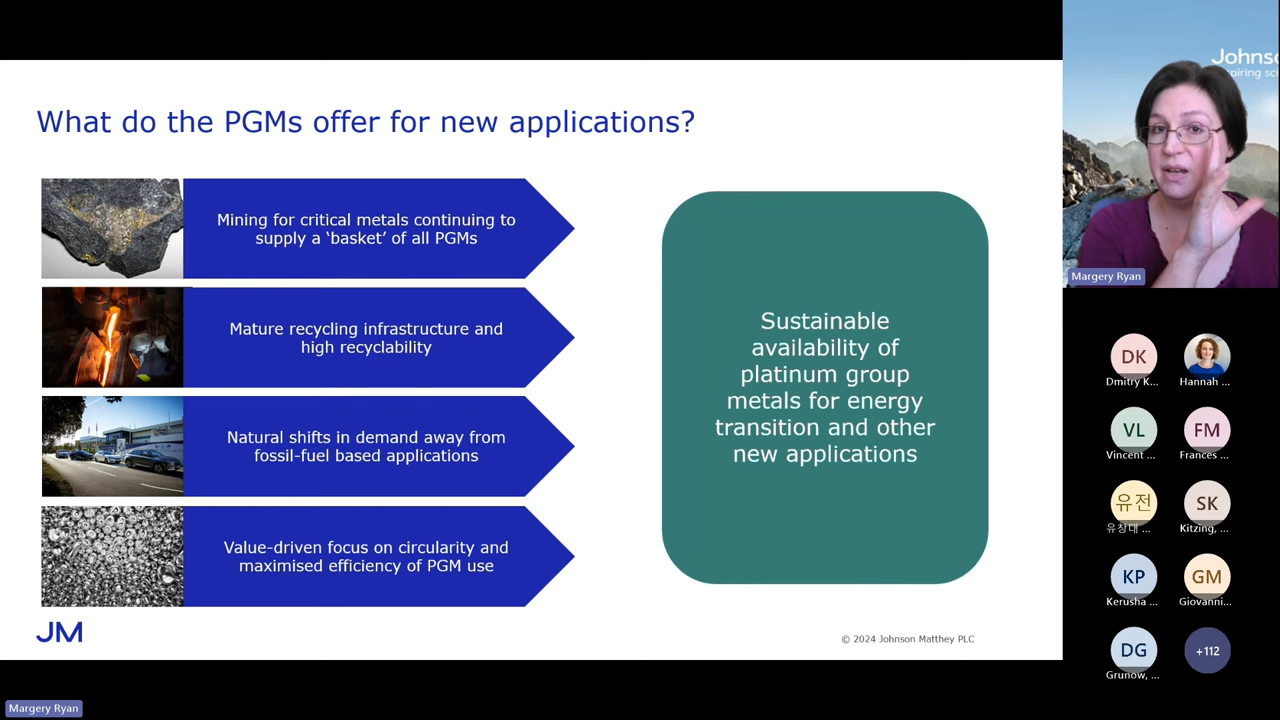 What do the PGMs offer for new applications?
Mining for critical metals continuing to
supply a ‘basket’ of all PGMs
Mature recycling infrastructure and
high recyclability
Natural shifts in demand away from
fossil-fuel based applications
Value-driven focus on circularity and
maximised efficiency of PGM use
Sustainable
availability of
platinum group
metals for energy
transition and other
new applications
JM
© 2024 Johnson Matthey PLC
Johnso
piring sci
Margery Ryan
DK
Dmitry K...
Hannah ...
VL
Vincent ...
FM
Frances ...
유전
유창대 ...
SK
Kitzing, ...
KP
Kerusha ...
GM
Giovanni...
DG
Grunow, ...
+112
Margery Ryan